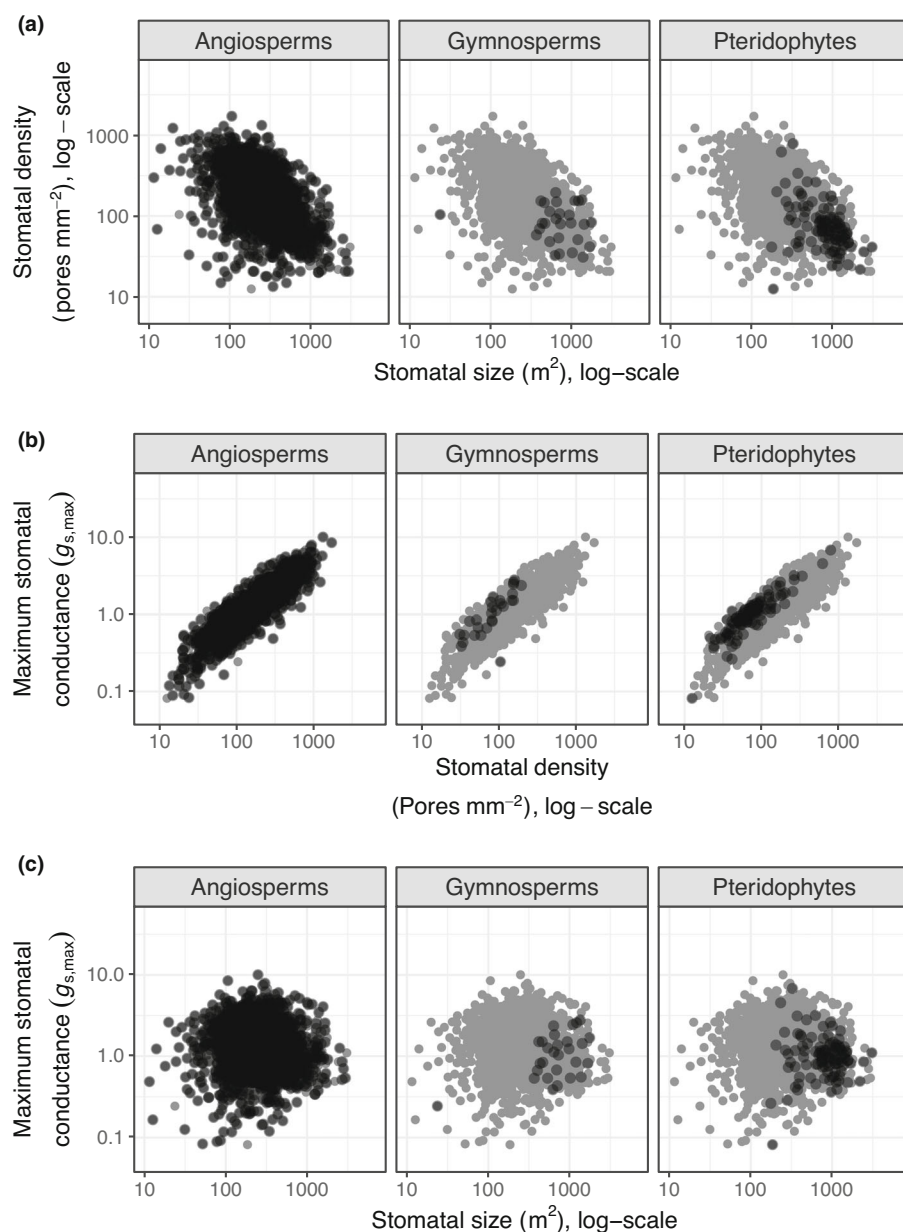 (a)
Angiosperms Gymnosperms Pteridophytes
Stomatal density
(pores mm⁻²), log – scale
1000
100
10
10 100 1000 10 100 1000 10 100 1000
Stomatal size (m²), log–scale
(b)
Angiosperms Gymnosperms Pteridophytes
Maximum stomatal
conductance (gs,max)
10.0
1.0
0.1
10 100 1000 10 100 1000 10 100 1000
Stomatal density
(Pores mm⁻²), log – scale
(c)
Angiosperms Gymnosperms Pteridophytes
Maximum stomatal
conductance (gs,max)
10.0
1.0
0.1
10 100 1000 10 100 1000 10 100 1000
Stomatal size (m²), log–scale